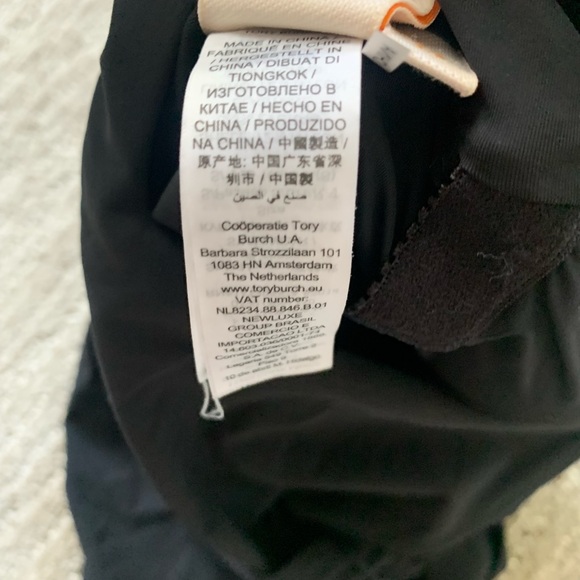 MADE IN CHINA /
FABRIQUÉ EN CHINE
/ HERGESTELLT IN
CHINA / DIBUAT DI
TIONGKOK /
ИЗГОТОВЛЕНО В
КИТАЕ / HECHO EN
CHINA / PRODUZIDO
NA CHINA / 中國製造 /
原产地: 中国广东省深
圳市 / 中国製
صنع في الصين
Coöperatie Tory
Burch U.A.
Barbara Strozzilaan 101
1083 HN Amsterdam
The Netherlands
www.toryburch.eu
VAT number:
NL8234.88.846.B.01
NEWLUXE
GROUP BRASIL
COMERCIO E
IMPORTACAO LTDA
S.A. de